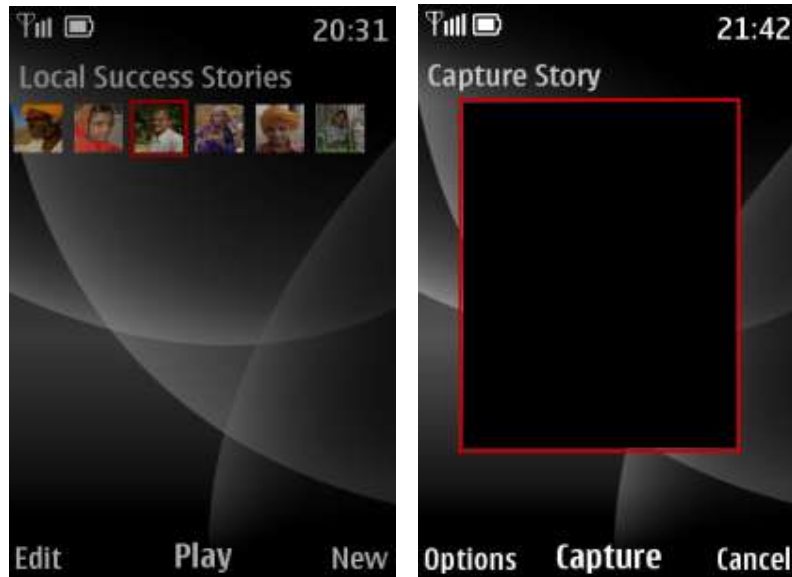 20:31
Local Success Stories
Edit Play New
21:42
Capture Story
Options Capture Cancel